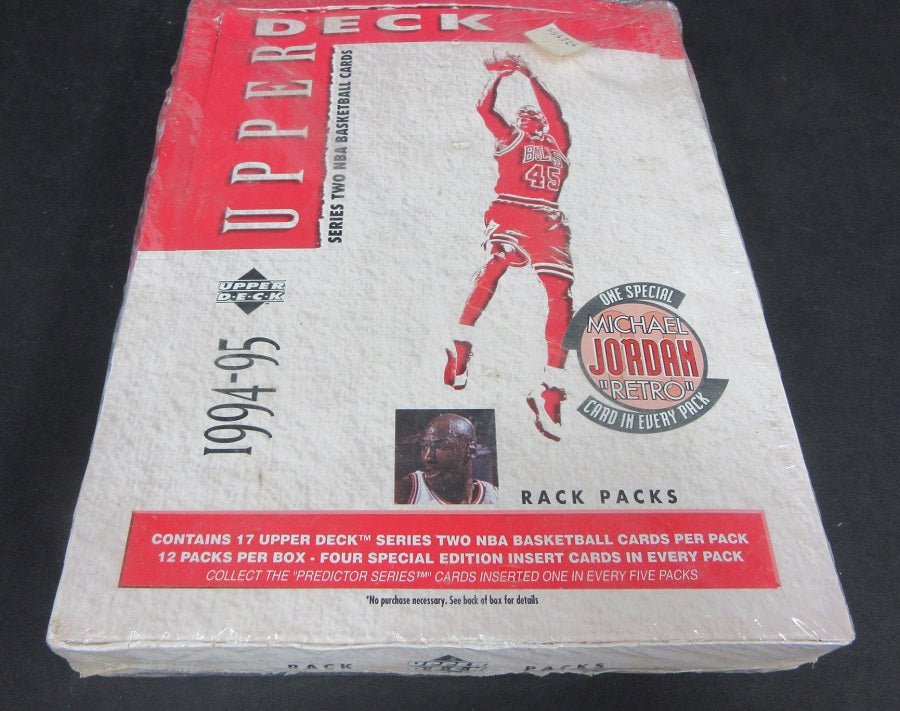 UPPER
DECK
SERIES TWO NBA BASKETBALL CARDS
594724
BULLS
45
UPPER
D·E·C·K
1994-95
ONE SPECIAL
MICHAEL
JORDAN
"RETRO"
CARD IN EVERY PACK
RACK PACKS
CONTAINS 17 UPPER DECK™ SERIES TWO NBA BASKETBALL CARDS PER PACK
12 PACKS PER BOX - FOUR SPECIAL EDITION INSERT CARDS IN EVERY PACK
COLLECT THE "PREDICTOR SERIES™" CARDS INSERTED ONE IN EVERY FIVE PACKS
*No purchase necessary. See back of box for details
RACK
UPPER
PACKS